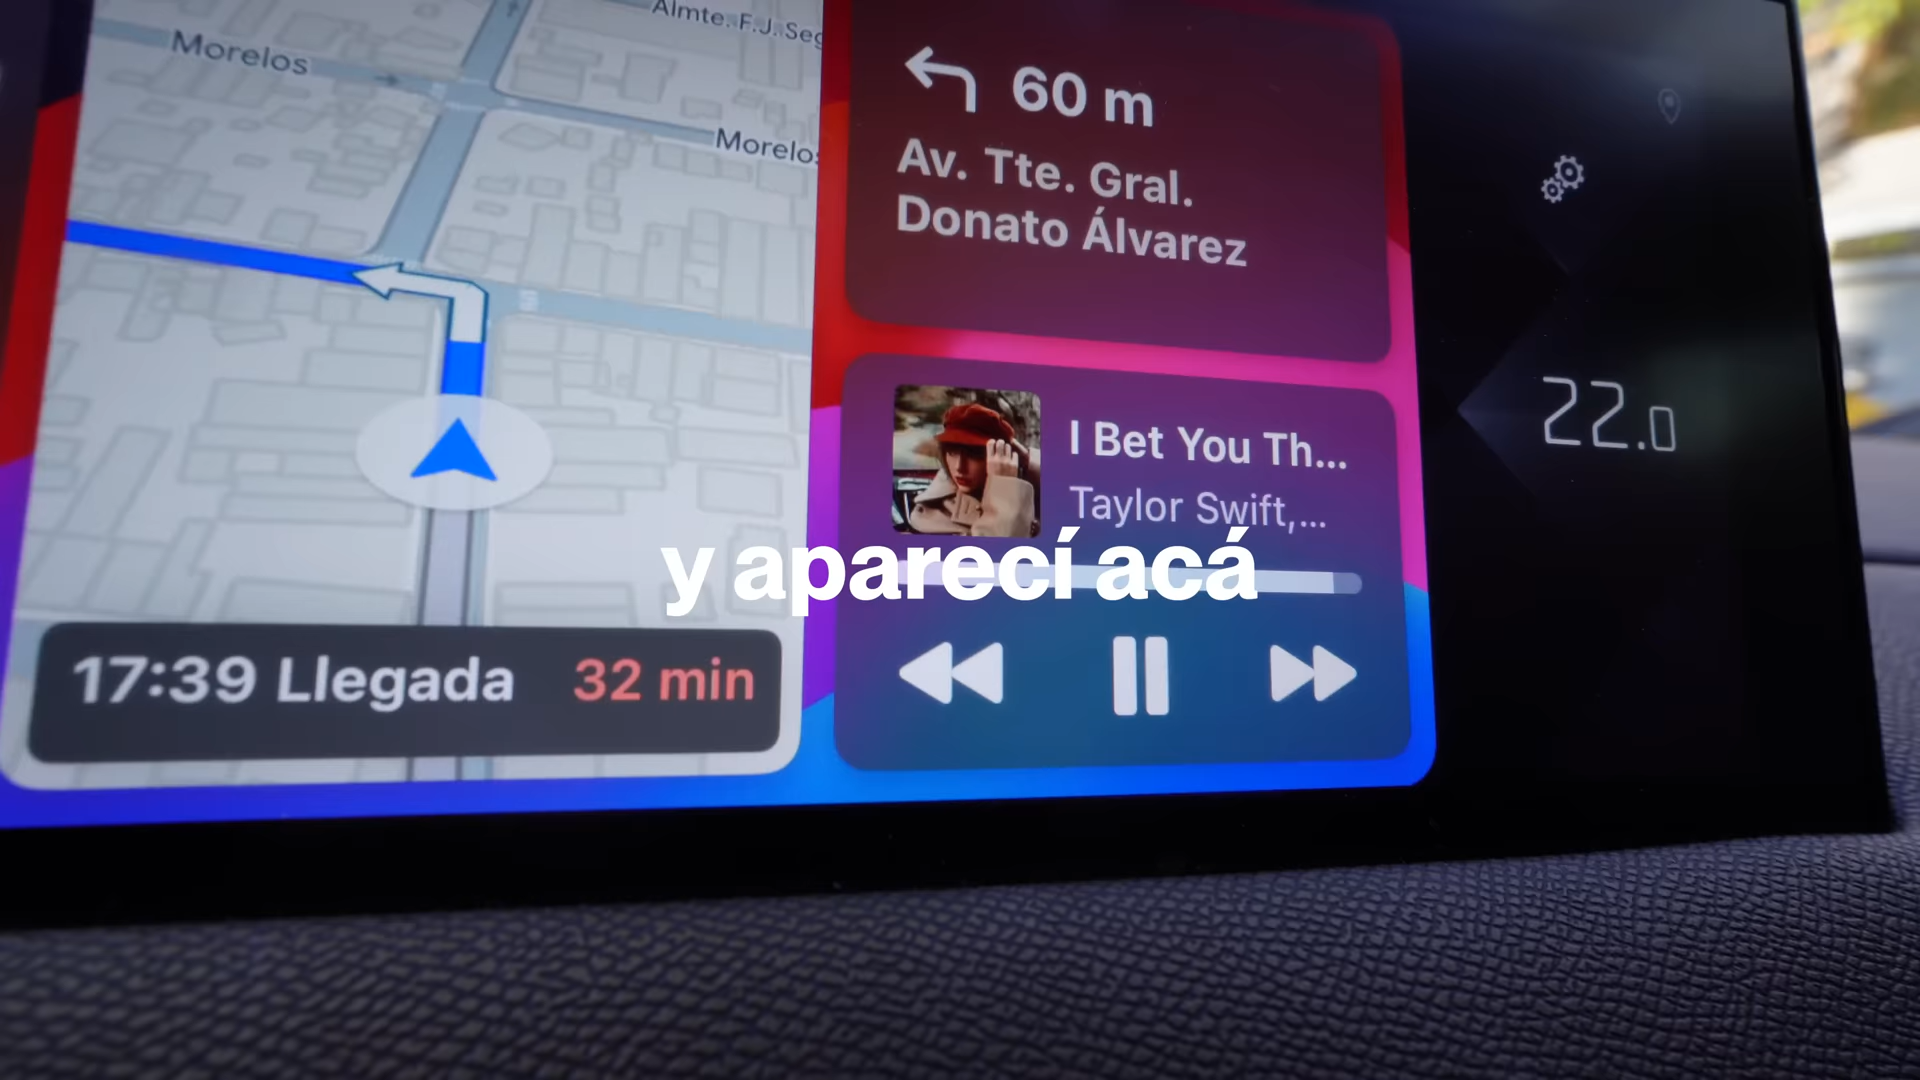 Almte. F.J. Seg
Morelos
Morelos
60 m
Av. Tte. Gral.
Donato Álvarez
22.0
I Bet You Th...
Taylor Swift,...
y aparecí acá
17:39 Llegada 32 min